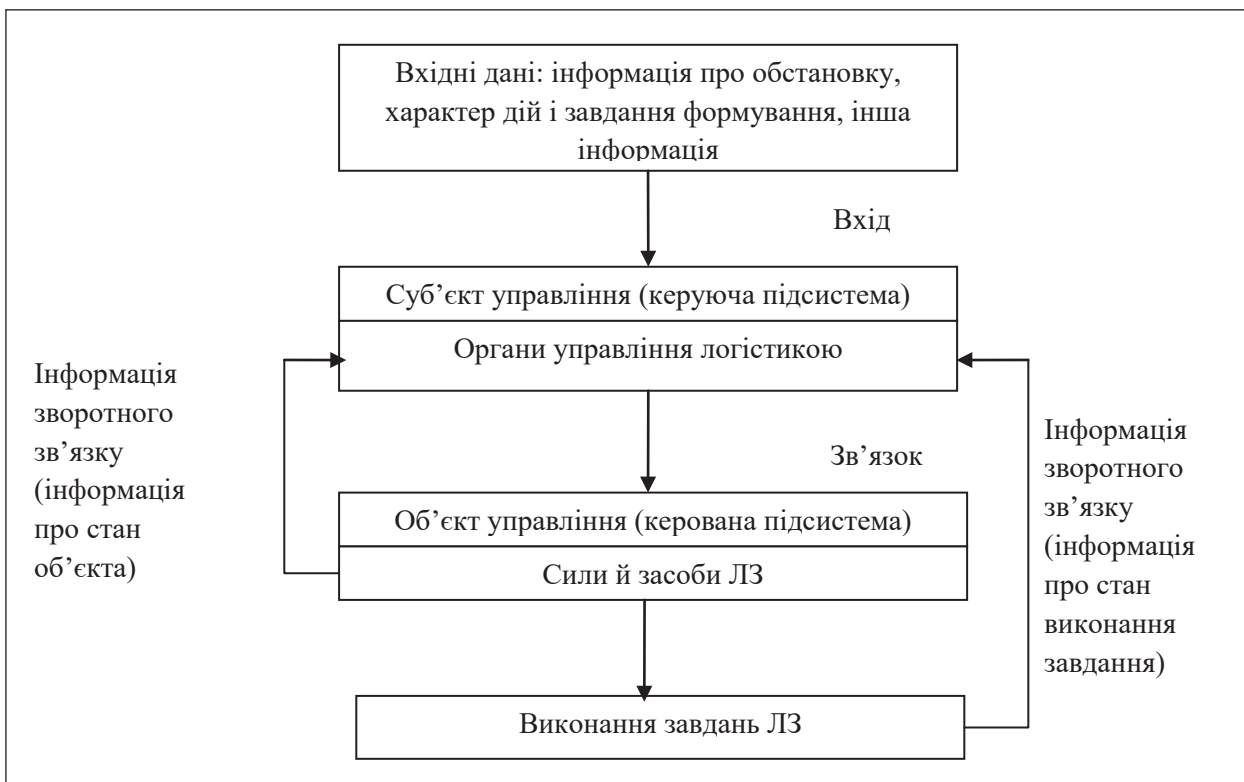 Вхідні дані: інформація про обстановку,
характер дій і завдання формування, інша
інформація
Вхід
Суб’єкт управління (керуюча підсистема)
Органи управління логістикою
Інформація
зворотного
зв’язку
(інформація
про стан
об’єкта)
Зв’язок
Об’єкт управління (керована підсистема)
Сили й засоби ЛЗ
Інформація
зворотного
зв’язку
(інформація
про стан
виконання
завдання)
Виконання завдань ЛЗ